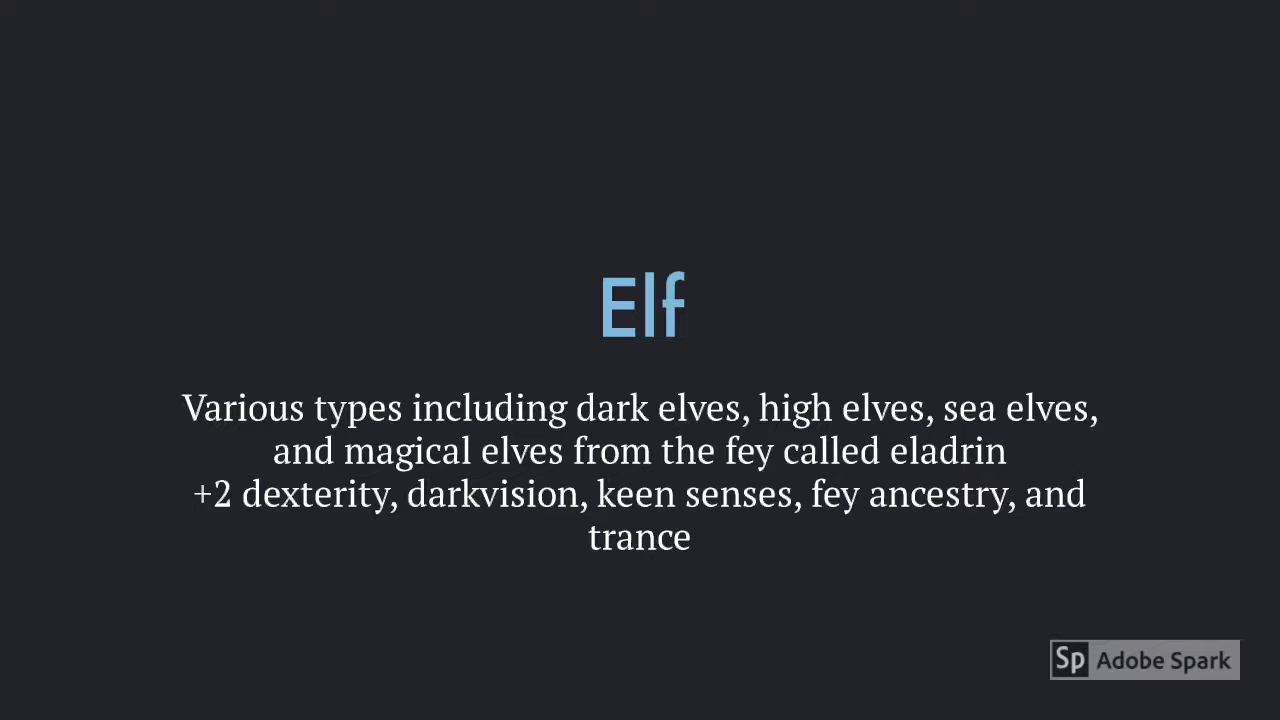 Elf
Various types including dark elves, high elves, sea elves,
and magical elves from the fey called eladrin
+2 dexterity, darkvision, keen senses, fey ancestry, and
trance
Sp Adobe Spark